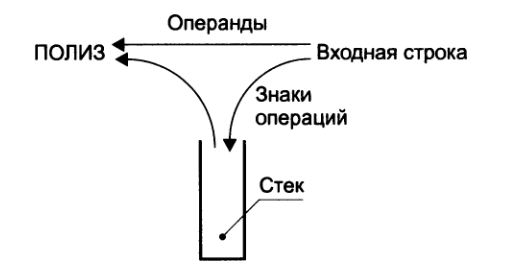 Операнды
ПОЛИЗ
Входная строка
Знаки
операций
Стек